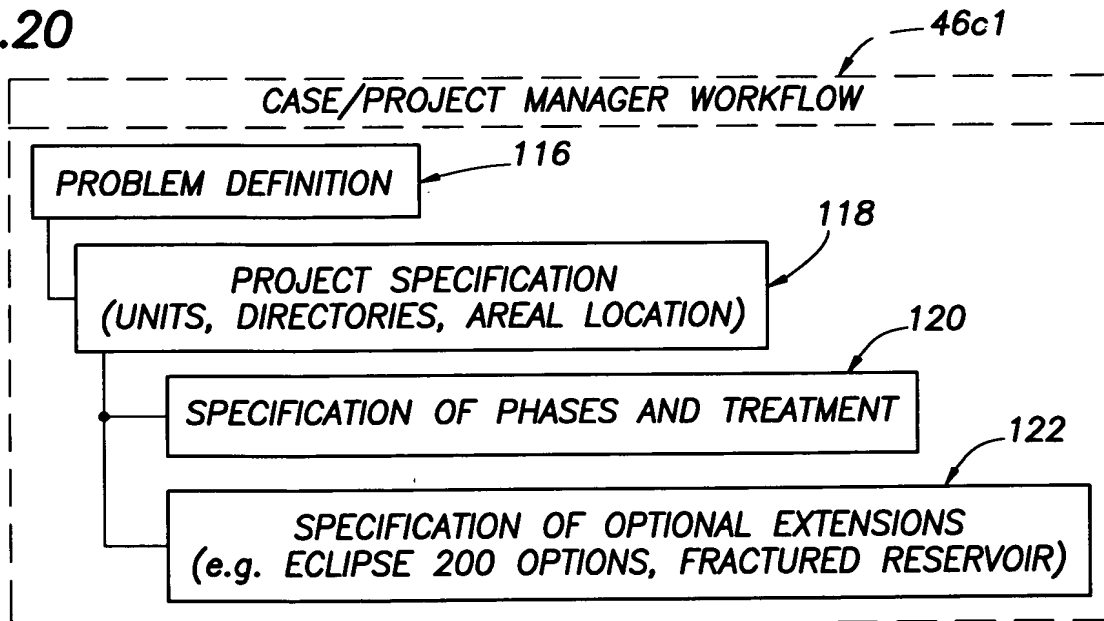 .20
46c1
CASE/PROJECT MANAGER WORKFLOW
PROBLEM DEFINITION
116
118
PROJECT SPECIFICATION
(UNITS, DIRECTORIES, AREAL LOCATION)
120
SPECIFICATION OF PHASES AND TREATMENT
122
SPECIFICATION OF OPTIONAL EXTENSIONS
(e.g. ECLIPSE 200 OPTIONS, FRACTURED RESERVOIR)